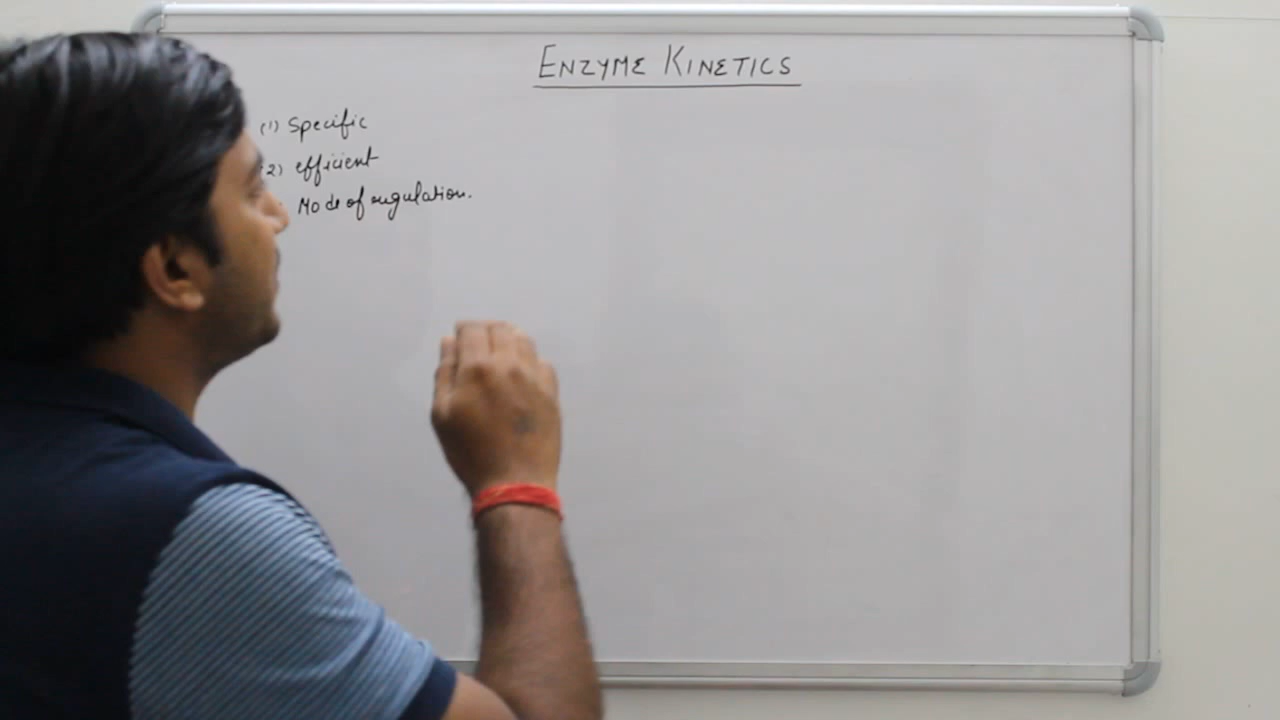 ENZYME KINETICS
(1) Specific
(2) efficient
Mode of regulation.